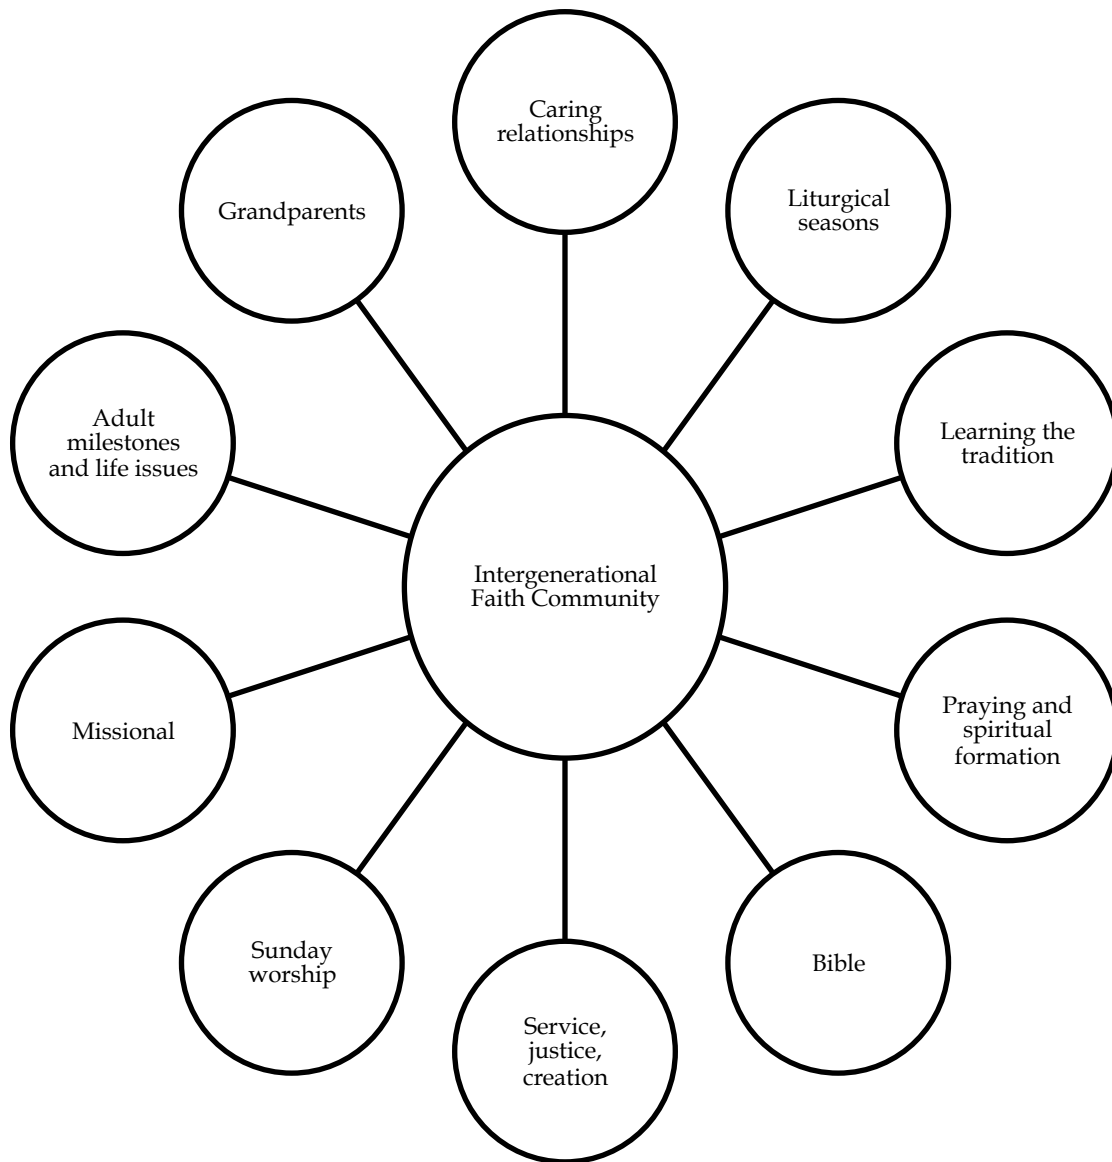 Caring
relationships
Liturgical
seasons
Learning the
tradition
Praying and
spiritual
formation
Bible
Service,
justice,
creation
Sunday
worship
Missional
Adult
milestones
and life issues
Grandparents
Intergenerational
Faith Community